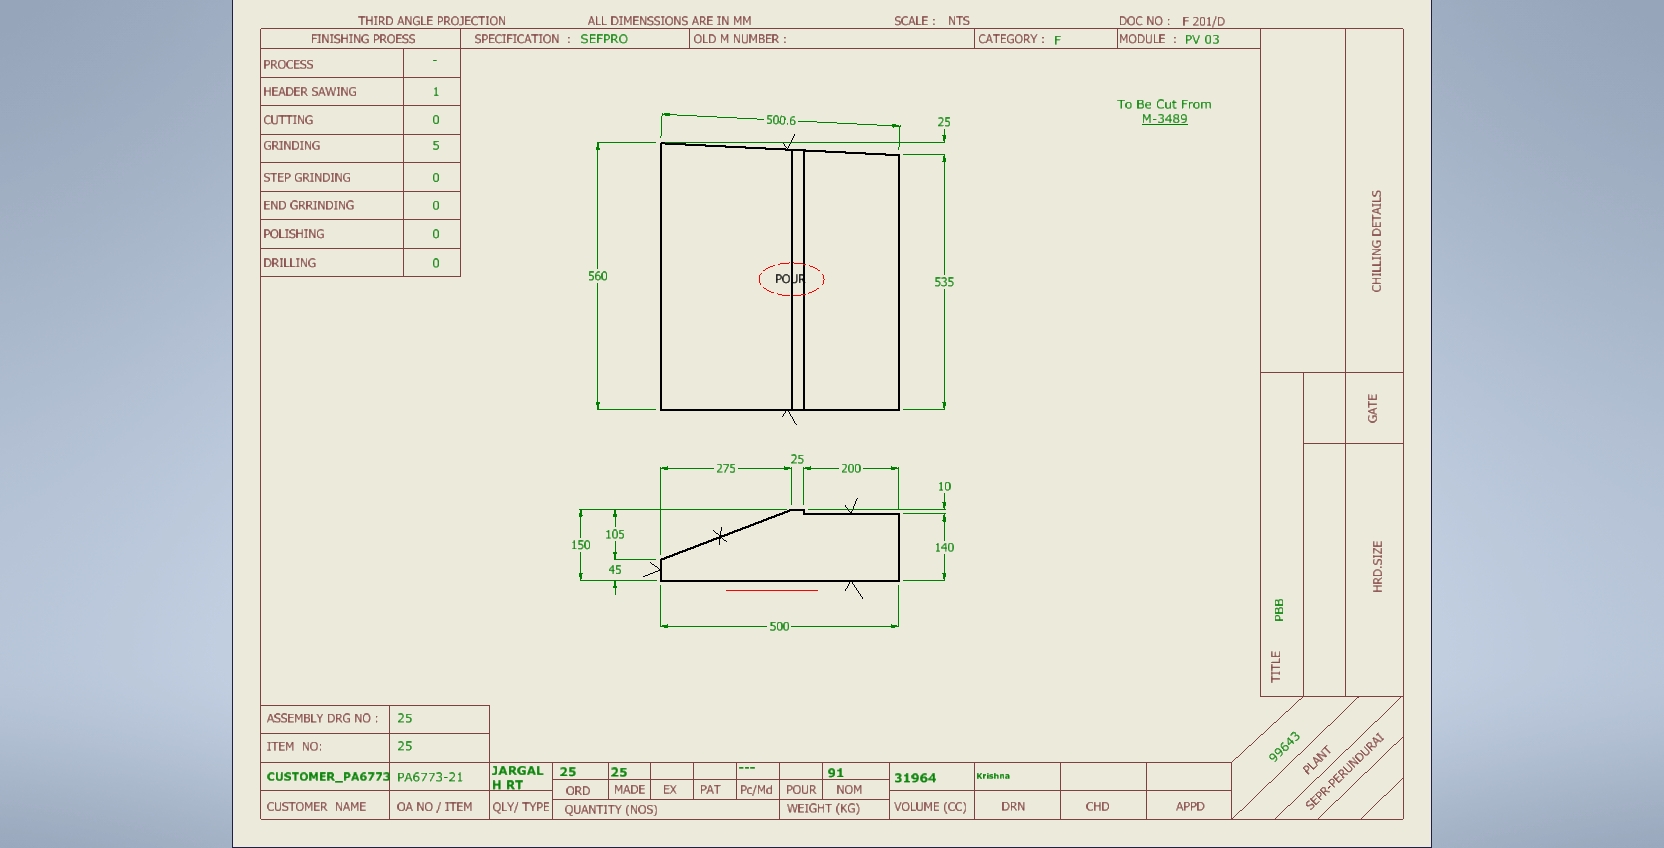 THIRD ANGLE PROJECTION ALL DIMENSSIONS ARE IN MM SCALE : NTS DOC NO : F 201/D
FINISHING PROESS SPECIFICATION : SEFPRO OLD M NUMBER : CATEGORY : F MODULE : PV 03
PROCESS -
HEADER SAWING 1
CUTTING 0
GRINDING 5
STEP GRINDING 0
END GRRINDING 0
POLISHING 0
DRILLING 0
To Be Cut From
M-3489
500.6
25
560
POUR
535
275
25
200
10
150
105
45
140
500
CHILLING DETAILS
GATE
HRD.SIZE
TITLE PBB
99643
PLANT
SEPR-PERUNDURAI
ASSEMBLY DRG NO : 25
ITEM NO: 25
CUSTOMER_PA6773 PA6773-21 JARGAL H RT 25 25 --- 91 31964 Krishna
ORD MADE EX PAT Pc/Md POUR NOM
CUSTOMER NAME OA NO / ITEM QLY/ TYPE QUANTITY (NOS) WEIGHT (KG) VOLUME (CC) DRN CHD APPD